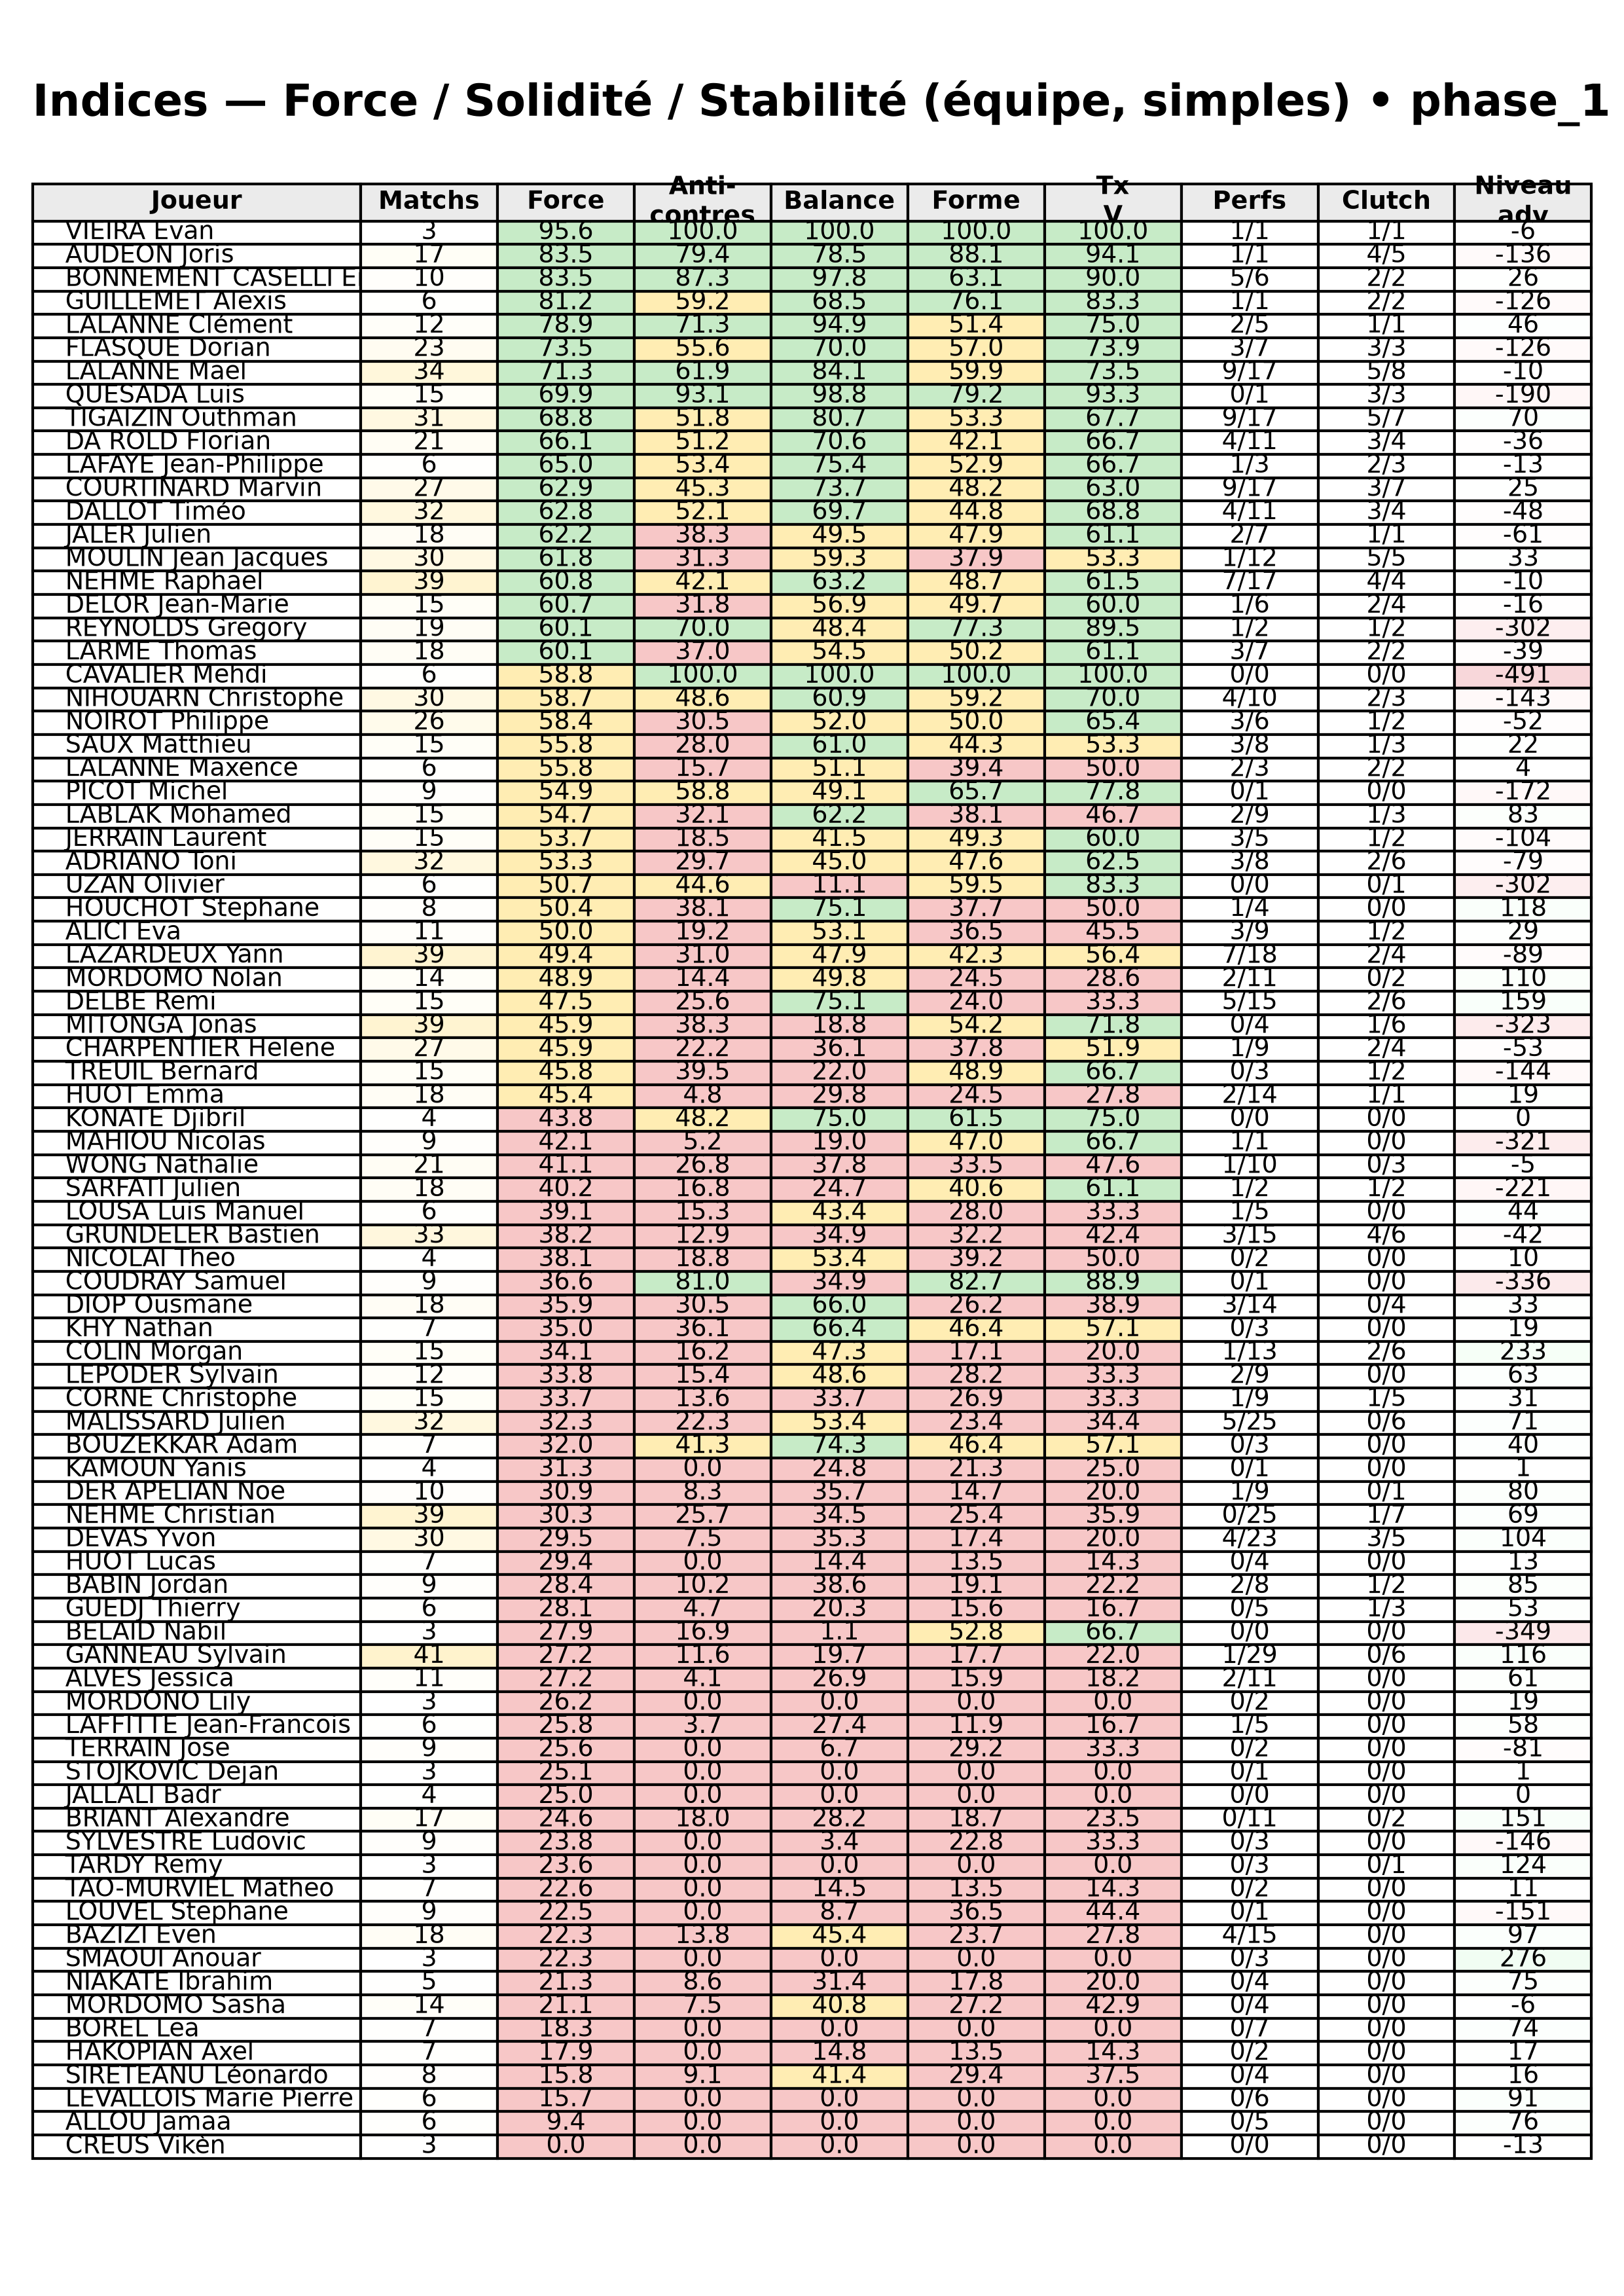 Indices — Force / Solidité / Stabilité (équipe, simples) • phase_1
Joueur Matchs Force Anti-contres Balance Forme Tx V Perfs Clutch Niveau adv
VIEIRA Evan 3 95.6 100.0 100.0 100.0 100.0 1/1 1/1 -6
AUDEON Joris 17 83.5 79.4 78.5 88.1 94.1 1/1 4/5 -136
BONNEMENT CASELLI E 10 83.5 87.3 97.8 63.1 90.0 5/6 2/2 26
GUILLEMET Alexis 6 81.2 59.2 68.5 76.1 83.3 1/1 2/2 -126
LALANNE Clément 12 78.9 71.3 94.9 51.4 75.0 2/5 1/1 46
FLASQUE Dorian 23 73.5 55.6 70.0 57.0 73.9 3/7 3/3 -126
LALANNE Mael 34 71.3 61.9 84.1 59.9 73.5 9/17 5/8 -10
QUESADA Luis 15 69.9 93.1 98.8 79.2 93.3 0/1 3/3 -190
TIGAIZIN Outhman 31 68.8 51.8 80.7 53.3 67.7 9/17 5/7 70
DA ROLD Florian 21 66.1 51.2 70.6 42.1 66.7 4/11 3/4 -36
LAFAYE Jean-Philippe 6 65.0 53.4 75.4 52.9 66.7 1/3 2/3 -13
COURTINARD Marvin 27 62.9 45.3 73.7 48.2 63.0 9/17 3/7 25
DALLOT Timéo 32 62.8 52.1 69.7 44.8 68.8 4/11 3/4 -48
JALER Julien 18 62.2 38.3 49.5 47.9 61.1 2/7 1/1 -61
MOULIN Jean Jacques 30 61.8 31.3 59.3 37.9 53.3 1/12 5/5 33
NEHME Raphael 39 60.8 42.1 63.2 48.7 61.5 7/17 4/4 -10
DELOR Jean-Marie 15 60.7 31.8 56.9 49.7 60.0 1/6 2/4 -16
REYNOLDS Gregory 19 60.1 70.0 48.4 77.3 89.5 1/2 1/2 -302
LARME Thomas 18 60.1 37.0 54.5 50.2 61.1 3/7 2/2 -39
CAVALIER Mehdi 6 58.8 100.0 100.0 100.0 100.0 0/0 0/0 -491
NIHOUARN Christophe 30 58.7 48.6 60.9 59.2 70.0 4/10 2/3 -143
NOIROT Philippe 26 58.4 30.5 52.0 50.0 65.4 3/6 1/2 -52
SAUX Matthieu 15 55.8 28.0 61.0 44.3 53.3 3/8 1/3 22
LALANNE Maxence 6 55.8 15.7 51.1 39.4 50.0 2/3 2/2 4
PICOT Michel 9 54.9 58.8 49.1 65.7 77.8 0/1 0/0 -172
LABLAK Mohamed 15 54.7 32.1 62.2 38.1 46.7 2/9 1/3 83
JERRAIN Laurent 15 53.7 18.5 41.5 49.3 60.0 3/5 1/2 -104
ADRIANO Toni 32 53.3 29.7 45.0 47.6 62.5 3/8 2/6 -79
UZAN Olivier 6 50.7 44.6 11.1 59.5 83.3 0/0 0/1 -302
HOUCHOT Stephane 8 50.4 38.1 75.1 37.7 50.0 1/4 0/0 118
ALICI Eva 11 50.0 19.2 53.1 36.5 45.5 3/9 1/2 29
LAZARDEUX Yann 39 49.4 31.0 47.9 42.3 56.4 7/18 2/4 -89
MORDOMO Nolan 14 48.9 14.4 49.8 24.5 28.6 2/11 0/2 110
DELBE Remi 15 47.5 25.6 75.1 24.0 33.3 5/15 2/6 159
MITONGA Jonas 39 45.9 38.3 18.8 54.2 71.8 0/4 1/6 -323
CHARPENTIER Helene 27 45.9 22.2 36.1 37.8 51.9 1/9 2/4 -53
TREUIL Bernard 15 45.8 39.5 22.0 48.9 66.7 0/3 1/2 -144
HUOT Emma 18 45.4 4.8 29.8 24.5 27.8 2/14 1/1 19
KONATE Djibril 4 43.8 48.2 75.0 61.5 75.0 0/0 0/0 0
MAHIOU Nicolas 9 42.1 5.2 19.0 47.0 66.7 1/1 0/0 -321
WONG Nathalie 21 41.1 26.8 37.8 33.5 47.6 1/10 0/3 -5
SARFATI Julien 18 40.2 16.8 24.7 40.6 61.1 1/2 1/2 -221
LOUSA Luis Manuel 6 39.1 15.3 43.4 28.0 33.3 1/5 0/0 44
GRUNDELER Bastien 33 38.2 12.9 34.9 32.2 42.4 3/15 4/6 -42
NICOLAI Theo 4 38.1 18.8 53.4 39.2 50.0 0/2 0/0 10
COUDRAY Samuel 9 36.6 81.0 34.9 82.7 88.9 0/1 0/0 -336
DIOP Ousmane 18 35.9 30.5 66.0 26.2 38.9 3/14 0/4 33
KHY Nathan 7 35.0 36.1 66.4 46.4 57.1 0/3 0/0 19
COLIN Morgan 15 34.1 16.2 47.3 17.1 20.0 1/13 2/6 233
LEPODER Sylvain 12 33.8 15.4 48.6 28.2 33.3 2/9 0/0 63
CORNE Christophe 15 33.7 13.6 33.7 26.9 33.3 1/9 1/5 31
MALISSARD Julien 32 32.3 22.3 53.4 23.4 34.4 5/25 0/6 71
BOUZEKKAR Adam 7 32.0 41.3 74.3 46.4 57.1 0/3 0/0 40
KAMOUN Yanis 4 31.3 0.0 24.8 21.3 25.0 0/1 0/0 1
DER APELIAN Noe 10 30.9 8.3 35.7 14.7 20.0 1/9 0/1 80
NEHME Christian 39 30.3 25.7 34.5 25.4 35.9 0/25 1/7 69
DEVAS Yvon 30 29.5 7.5 35.3 17.4 20.0 4/23 3/5 104
HUOT Lucas 7 29.4 0.0 14.4 13.5 14.3 0/4 0/0 13
BABIN Jordan 9 28.4 10.2 38.6 19.1 22.2 2/8 1/2 85
GUEDJ Thierry 6 28.1 4.7 20.3 15.6 16.7 0/5 1/3 53
BELAID Nabil 3 27.9 16.9 1.1 52.8 66.7 0/0 0/0 -349
GANNEAU Sylvain 41 27.2 11.6 19.7 17.7 22.0 1/29 0/6 116
ALVES Jessica 11 27.2 4.1 26.9 15.9 18.2 2/11 0/0 61
MORDONO Lily 3 26.2 0.0 0.0 0.0 0.0 0/2 0/0 19
LAFFITTE Jean-Francois 6 25.8 3.7 27.4 11.9 16.7 1/5 0/0 58
TERRAIN Jose 9 25.6 0.0 6.7 29.2 33.3 0/2 0/0 -81
STOJKOVIC Dejan 3 25.1 0.0 0.0 0.0 0.0 0/1 0/0 1
JALLALI Badr 4 25.0 0.0 0.0 0.0 0.0 0/0 0/0 0
BRIANT Alexandre 17 24.6 18.0 28.2 18.7 23.5 0/11 0/2 151
SYLVESTRE Ludovic 9 23.8 0.0 3.4 22.8 33.3 0/3 0/0 -146
TARDY Remy 3 23.6 0.0 0.0 0.0 0.0 0/3 0/1 124
TAO-MURVIEL Matheo 7 22.6 0.0 14.5 13.5 14.3 0/2 0/0 11
LOUVEL Stephane 9 22.5 0.0 8.7 36.5 44.4 0/1 0/0 -151
BAZIZI Even 18 22.3 13.8 45.4 23.7 27.8 4/15 0/0 97
SMAOUI Anouar 3 22.3 0.0 0.0 0.0 0.0 0/3 0/0 276
NIAKATE Ibrahim 5 21.3 8.6 31.4 17.8 20.0 0/4 0/0 75
MORDOMO Sasha 14 21.1 7.5 40.8 27.2 42.9 0/4 0/0 -6
BOREL Lea 7 18.3 0.0 0.0 0.0 0.0 0/7 0/0 74
HAKOPIAN Axel 7 17.9 0.0 14.8 13.5 14.3 0/2 0/0 17
SIRETEANU Léonardo 8 15.8 9.1 41.4 29.4 37.5 0/4 0/0 16
LEVALLOIS Marie Pierre 6 15.7 0.0 0.0 0.0 0.0 0/6 0/0 91
ALLOU Jamaa 6 9.4 0.0 0.0 0.0 0.0 0/5 0/0 76
CREUS Vikèn 3 0.0 0.0 0.0 0.0 0.0 0/0 0/0 -13